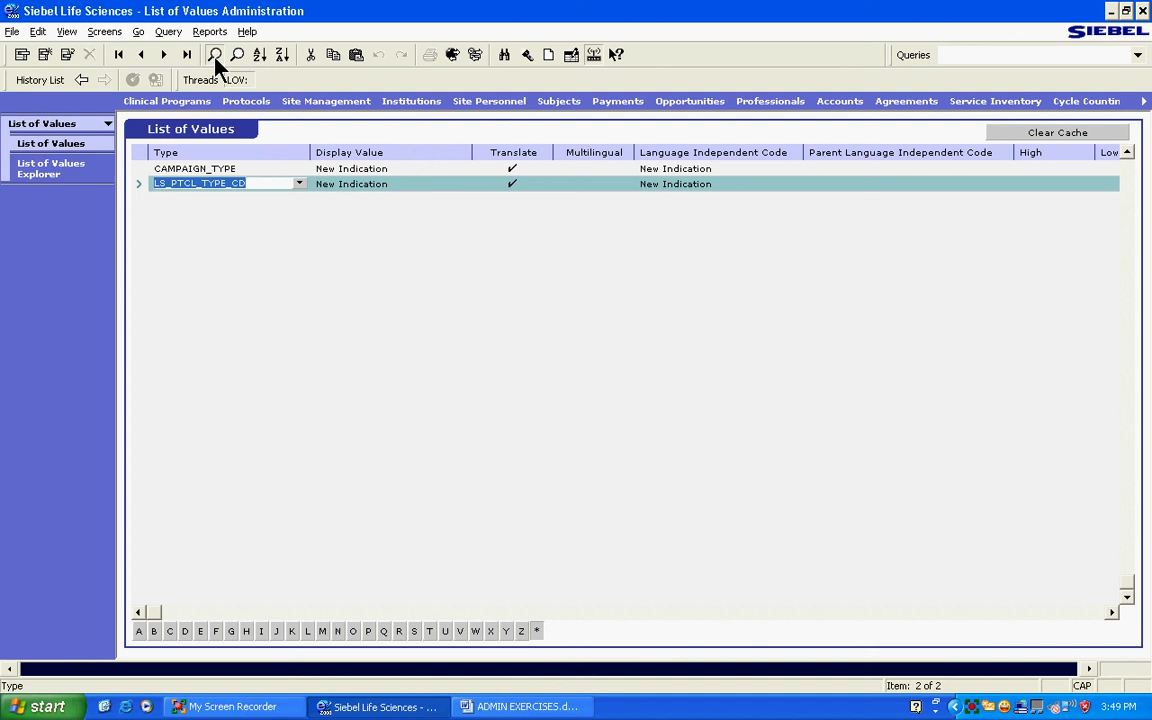 Siebel Life Sciences - List of Values Administration
File Edit View Screens Go Query Reports Help
SIEBEL
Queries
History List Threads LOV:
Clinical Programs Protocols Site Management Institutions Site Personnel Subjects Payments Opportunities Professionals Accounts Agreements Service Inventory Cycle Countin
List of Values
List of Values
List of Values
Explorer
List of Values
Clear Cache
Type Display Value Translate Multilingual Language Independent Code Parent Language Independent Code High Low
CAMPAIGN_TYPE New Indication New Indication
LS_PTCL_TYPE_CD New Indication New Indication
A B C D E F G H I J K L M N O P Q R S T U V W X Y Z *
Type Item: 2 of 2 CAP
start My Screen Recorder Siebel Life Sciences - ... ADMIN EXERCISES.d... 3:49 PM